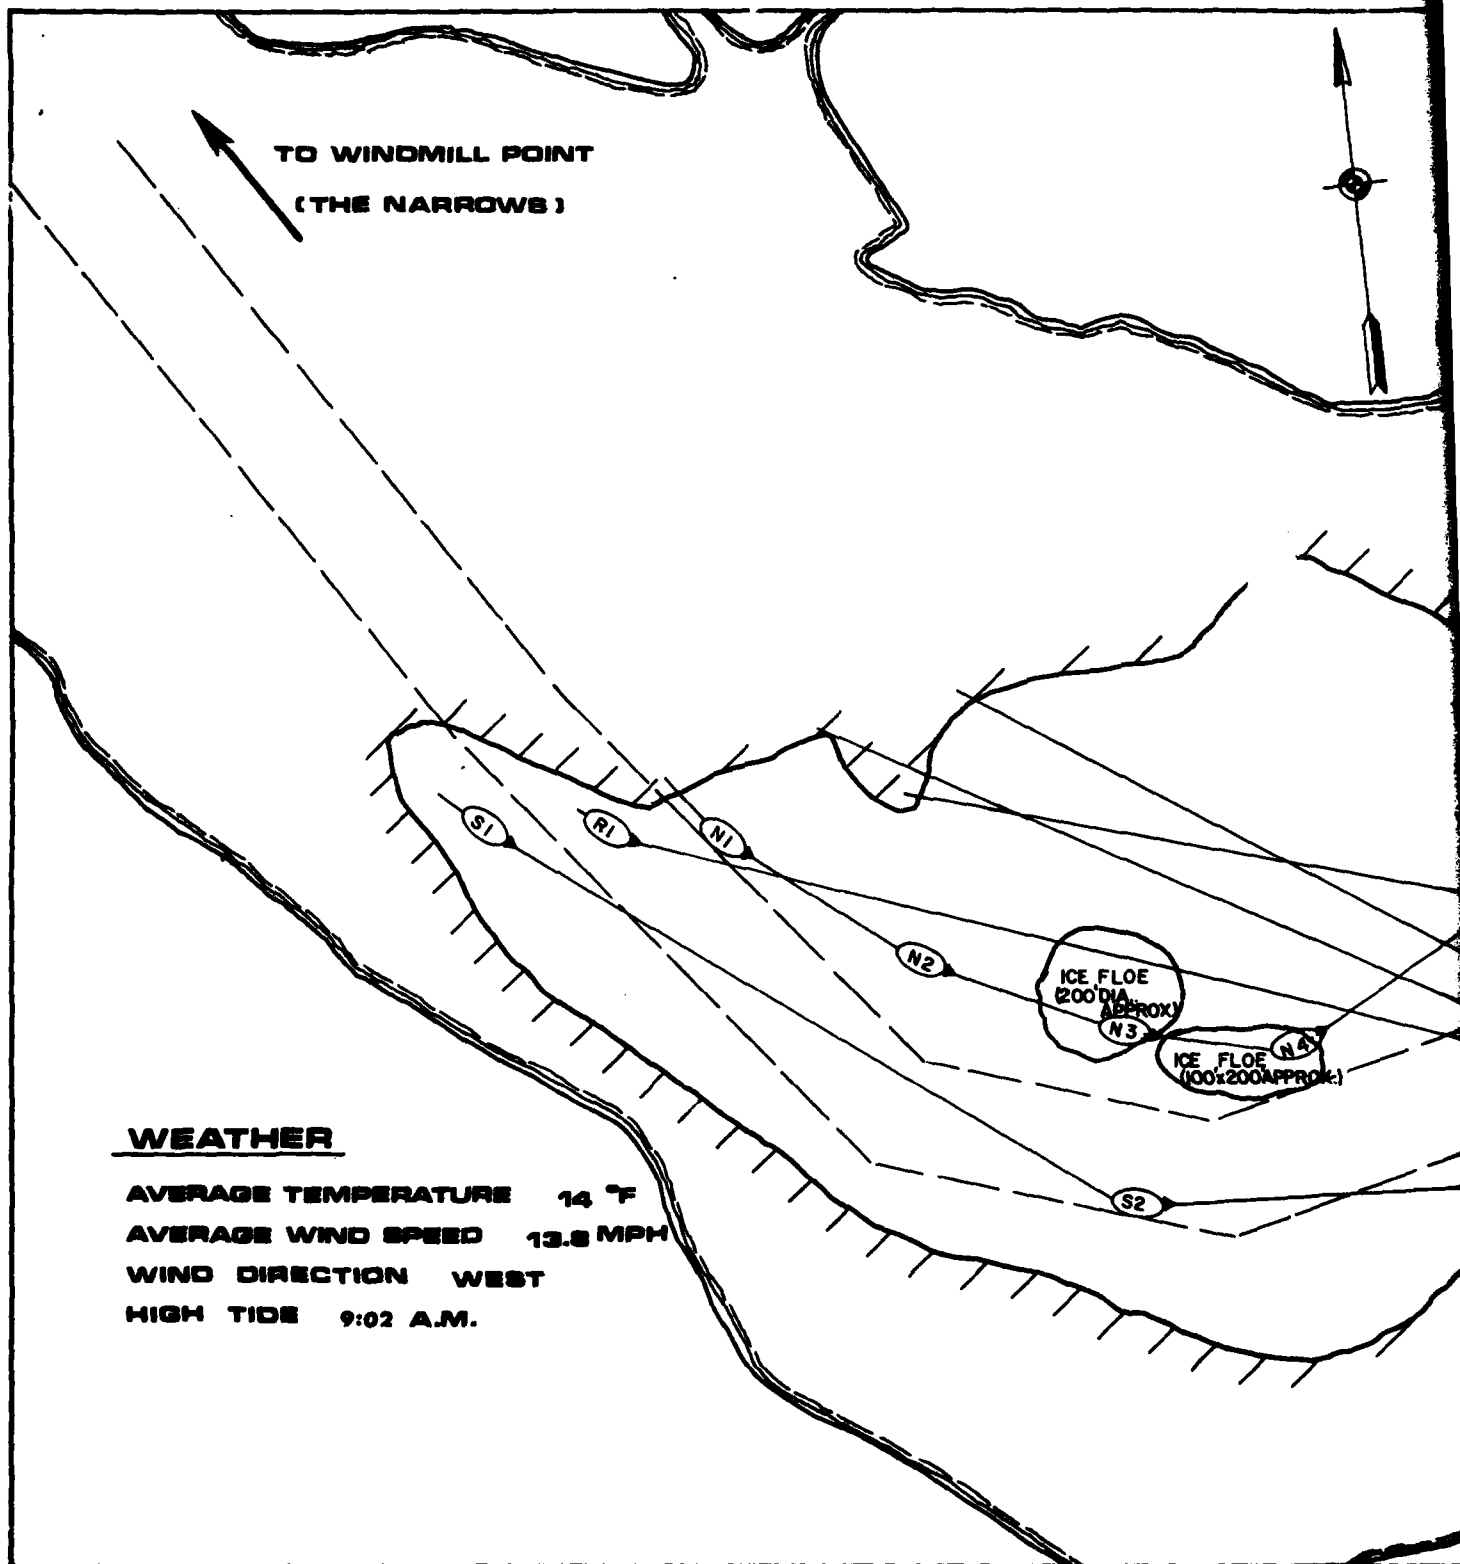 TO WINDMILL POINT
(THE NARROWS)
S1
R1
N1
N2
ICE FLOE
(200' DIA.
APPROX)
N3
N4
ICE FLOE
(100'x200' APPROX.)
S2
WEATHER
AVERAGE TEMPERATURE 14 °F
AVERAGE WIND SPEED 13.8 MPH
WIND DIRECTION WEST
HIGH TIDE 9:02 A.M.